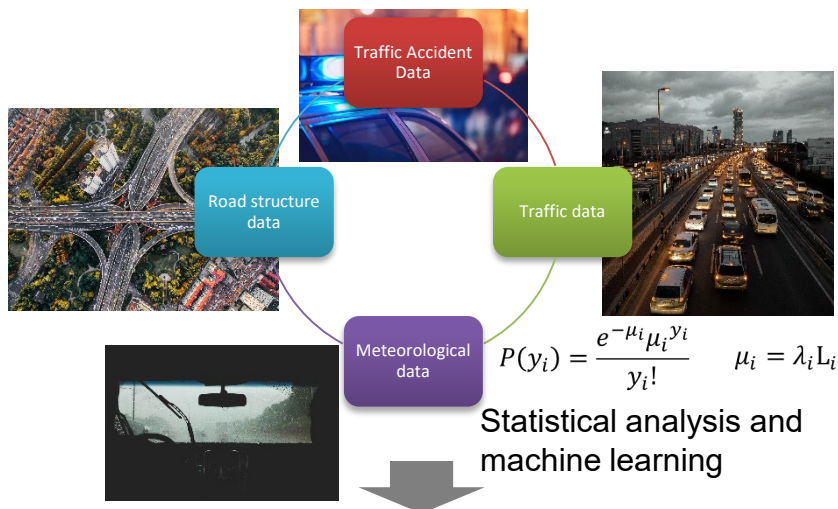 Traffic Accident
Data
Road structure
data
Traffic data
Meteorological
data
P(y_i) = \frac{e^{-μ_i} μ_i^{y_i}}{y_i!}    μ_i = λ_i L_i
Statistical analysis and
machine learning